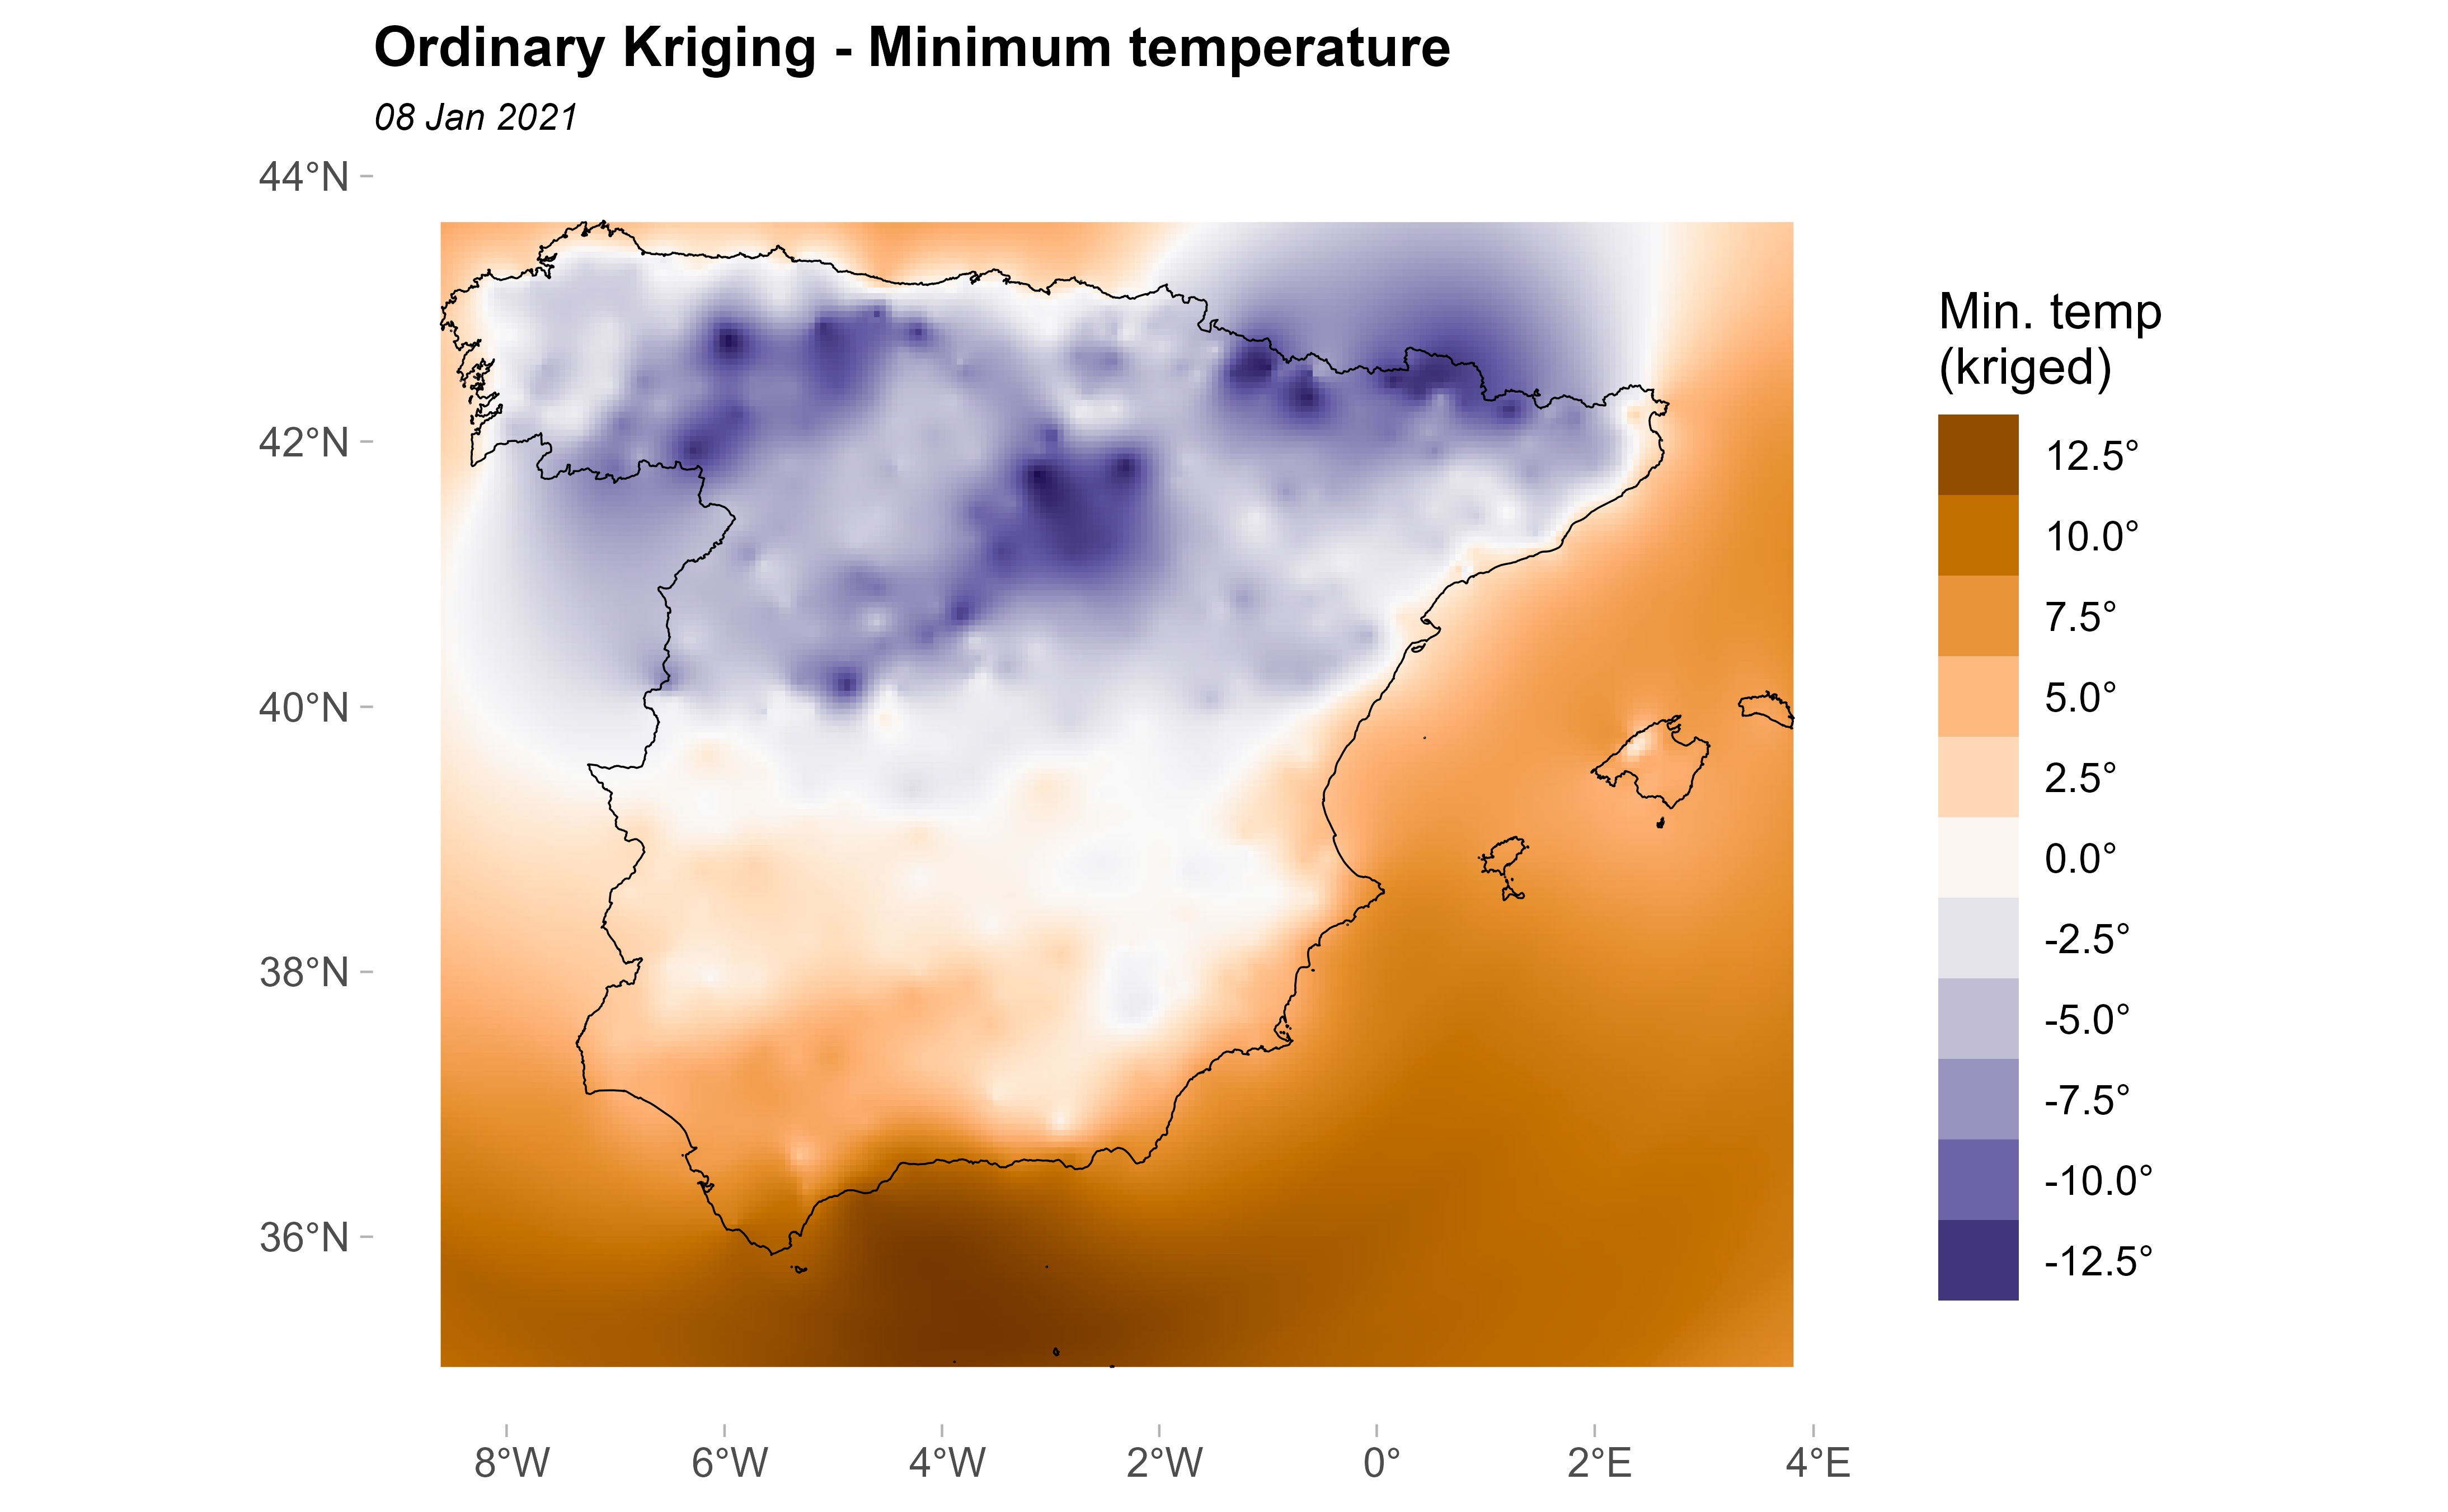 Ordinary Kriging - Minimum temperature
08 Jan 2021
44°N
42°N
40°N
38°N
36°N
8°W 6°W 4°W 2°W 0° 2°E 4°E
Min. temp
(kriged)
12.5°
10.0°
7.5°
5.0°
2.5°
0.0°
-2.5°
-5.0°
-7.5°
-10.0°
-12.5°